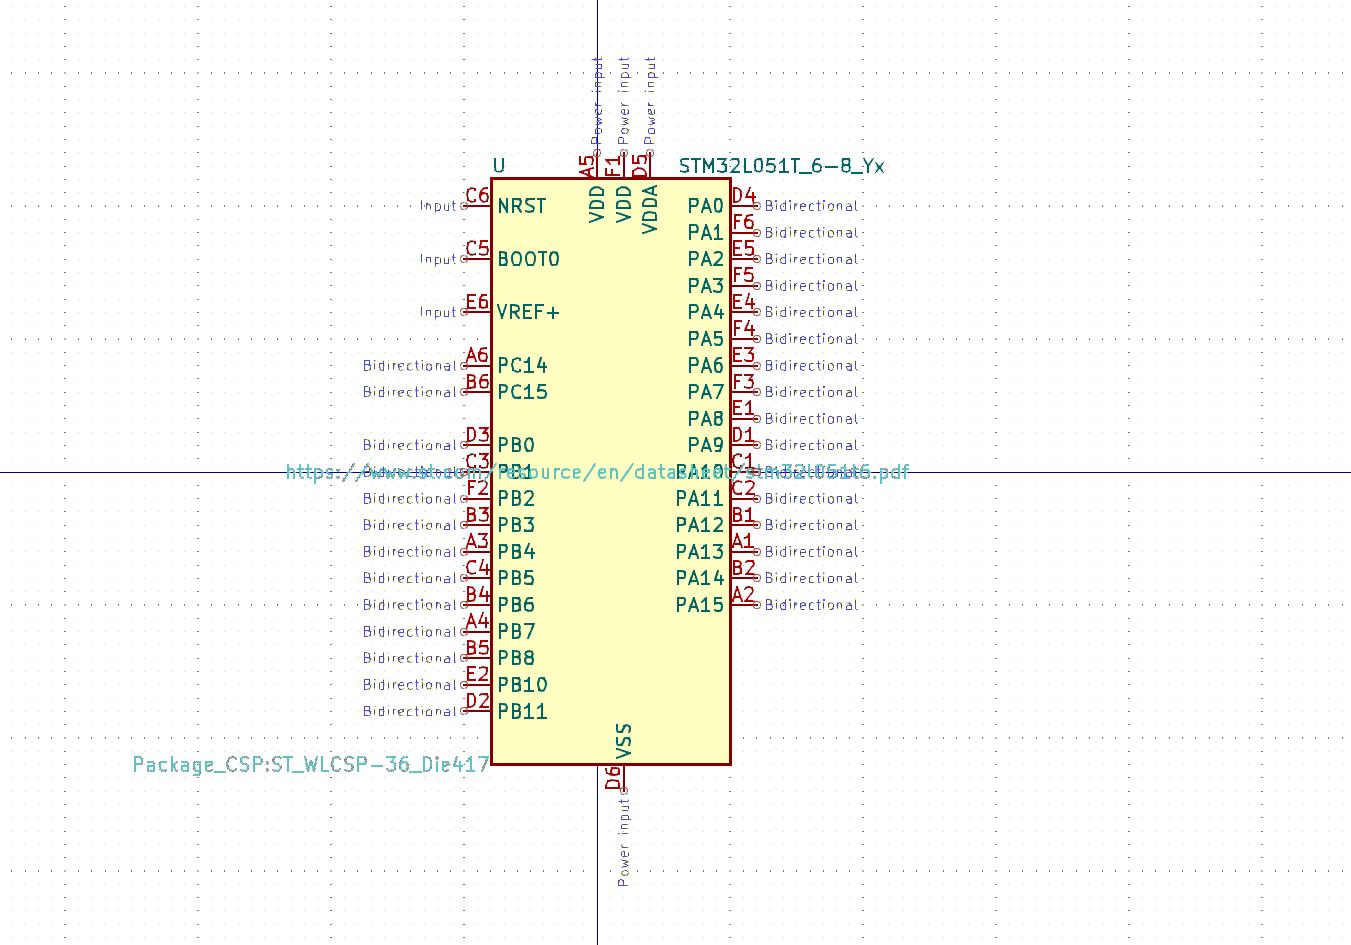 Power input
Power input
Power input
A5
F1
D5
U
STM32L051T_6-8_Yx
VDD
VDD
VDDA
Input C6 NRST
PA0 D4 Bidirectional
PA1 F6 Bidirectional
Input C5 BOOT0
PA2 E5 Bidirectional
PA3 F5 Bidirectional
Input E6 VREF+
PA4 E4 Bidirectional
PA5 F4 Bidirectional
Bidirectional A6 PC14
PA6 E3 Bidirectional
Bidirectional B6 PC15
PA7 F3 Bidirectional
PA8 E1 Bidirectional
Bidirectional D3 PB0
PA9 D1 Bidirectional
Bidirectional C3 PB1
PA10 C1 Bidirectional
https://www.st.com/resource/en/datasheet/stm32l051t6.pdf
Bidirectional F2 PB2
PA11 C2 Bidirectional
Bidirectional B3 PB3
PA12 B1 Bidirectional
Bidirectional A3 PB4
PA13 A1 Bidirectional
Bidirectional C4 PB5
PA14 B2 Bidirectional
Bidirectional B4 PB6
PA15 A2 Bidirectional
Bidirectional A4 PB7
Bidirectional B5 PB8
Bidirectional E2 PB10
Bidirectional D2 PB11
VSS
Package_CSP:ST_WLCSP-36_Die417
D6
Power input